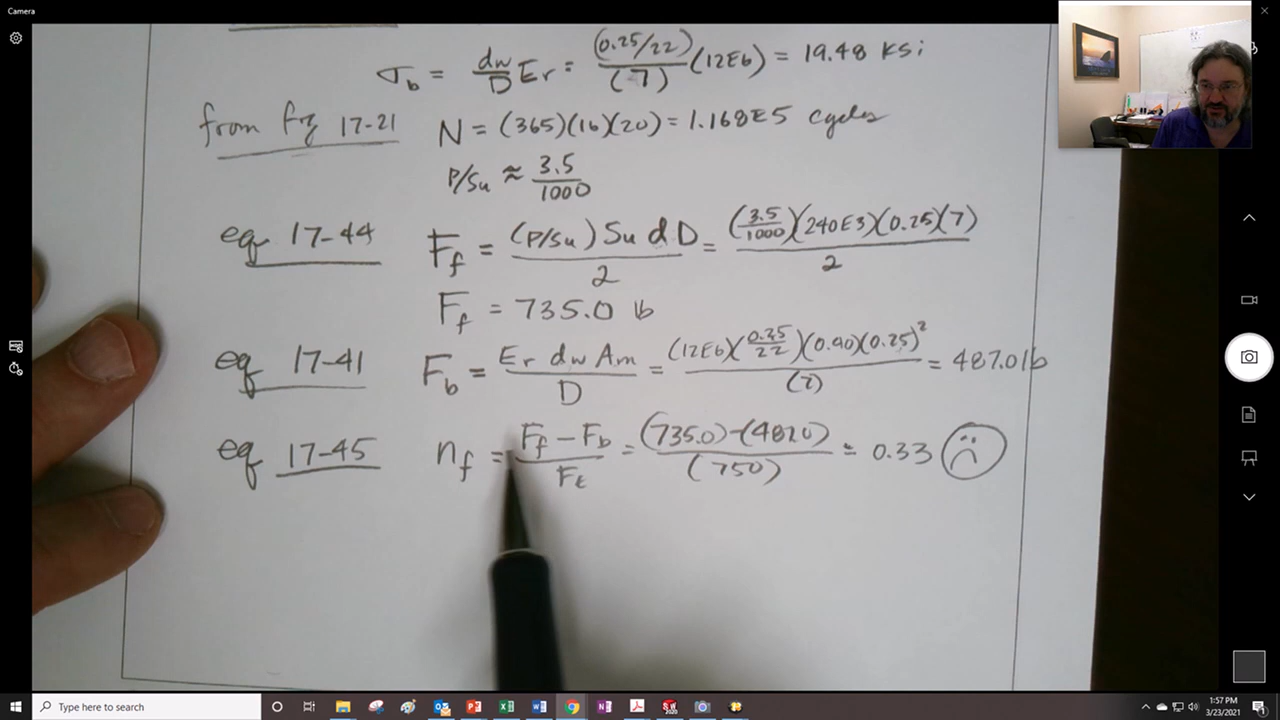 Camera
σb = dw/D Er = (0.25/22)/(7) (12E6) = 19.48 ksi
from fig 17-21 N = (365)(16)(20) = 1.168E5 cycles
P/Su ≈ 3.5/1000
eq 17-44 Ff = (P/Su) Su d D / 2 = (3.5/1000)(240E3)(0.25)(7) / 2
Ff = 735.0 lb
eq 17-41 Fb = Er dw Am / D = (12E6)(0.25/22)(0.40)(0.25)² / (7) = 487.0 lb
eq 17-45 nf = Ff - Fb / Ft = (735.0)-(487.0) / (750) = 0.33
Type here to search
1:57 PM
3/23/2021